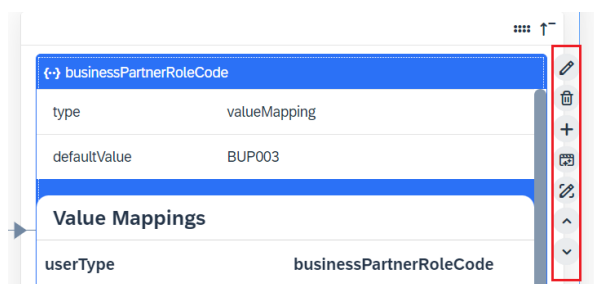 {··} businessPartnerRoleCode
type valueMapping
defaultValue BUP003
Value Mappings
userType businessPartnerRoleCode